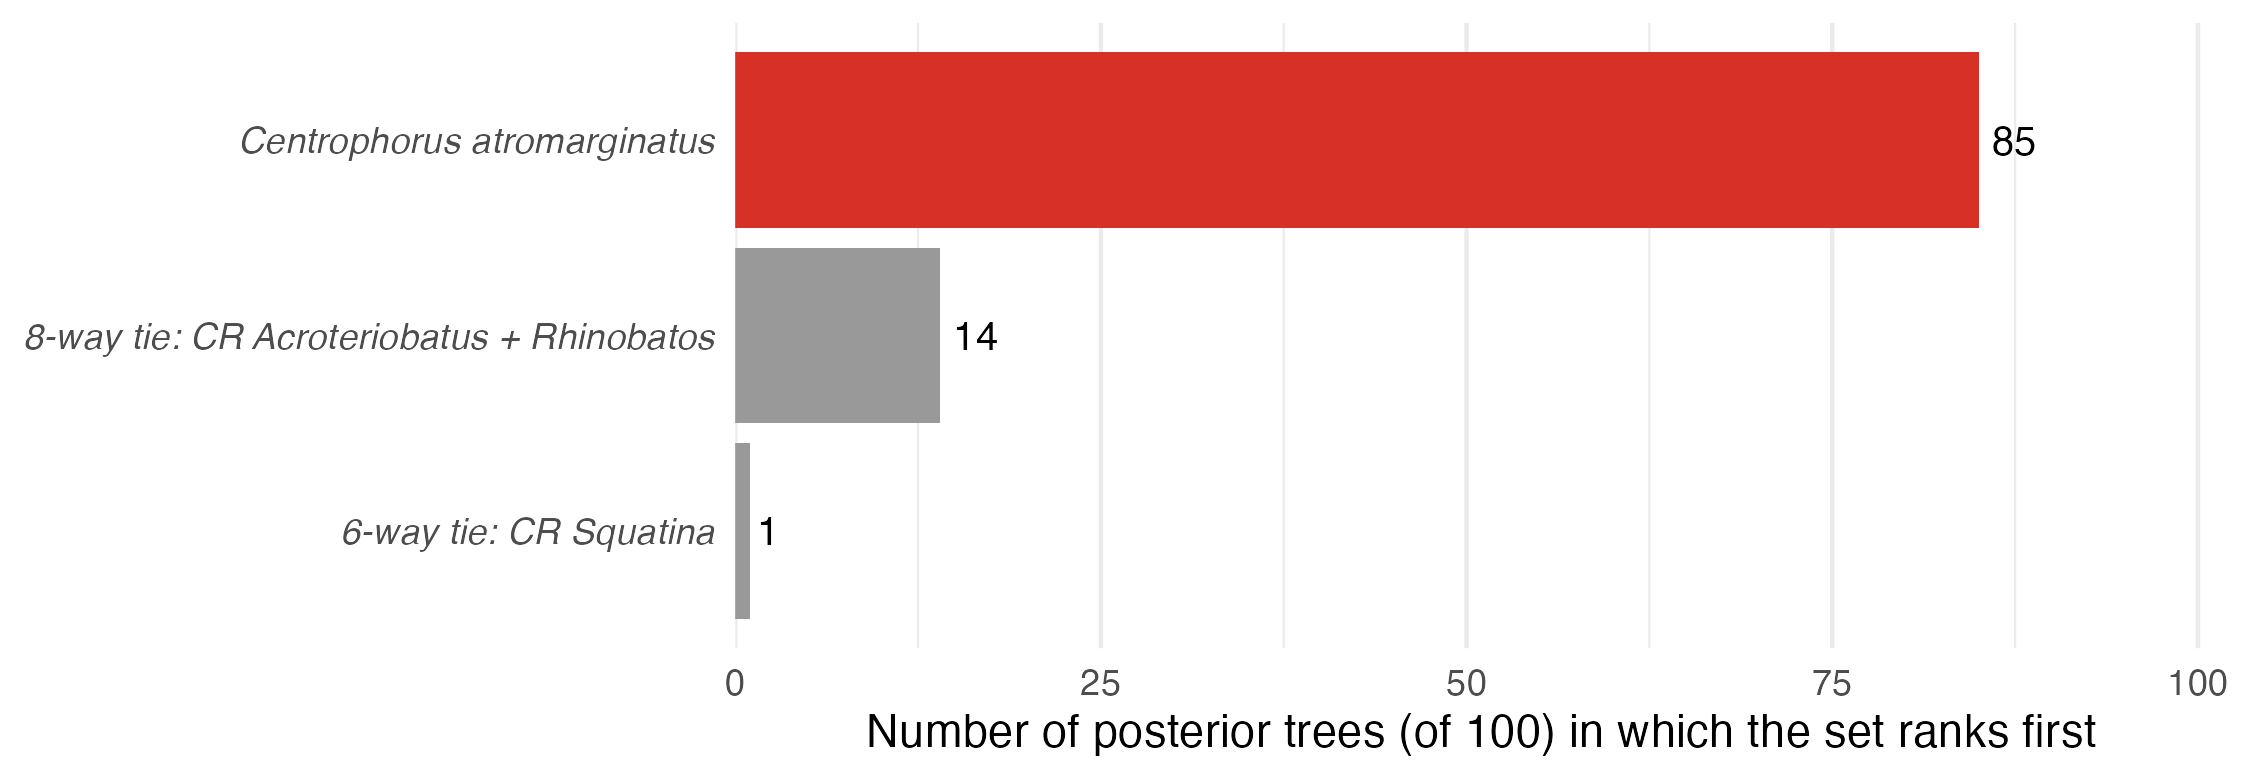 Centrophorus atromarginatus
85
8-way tie: CR Acroteriobatus + Rhinobatos
14
6-way tie: CR Squatina
1
0 25 50 75 100
Number of posterior trees (of 100) in which the set ranks first